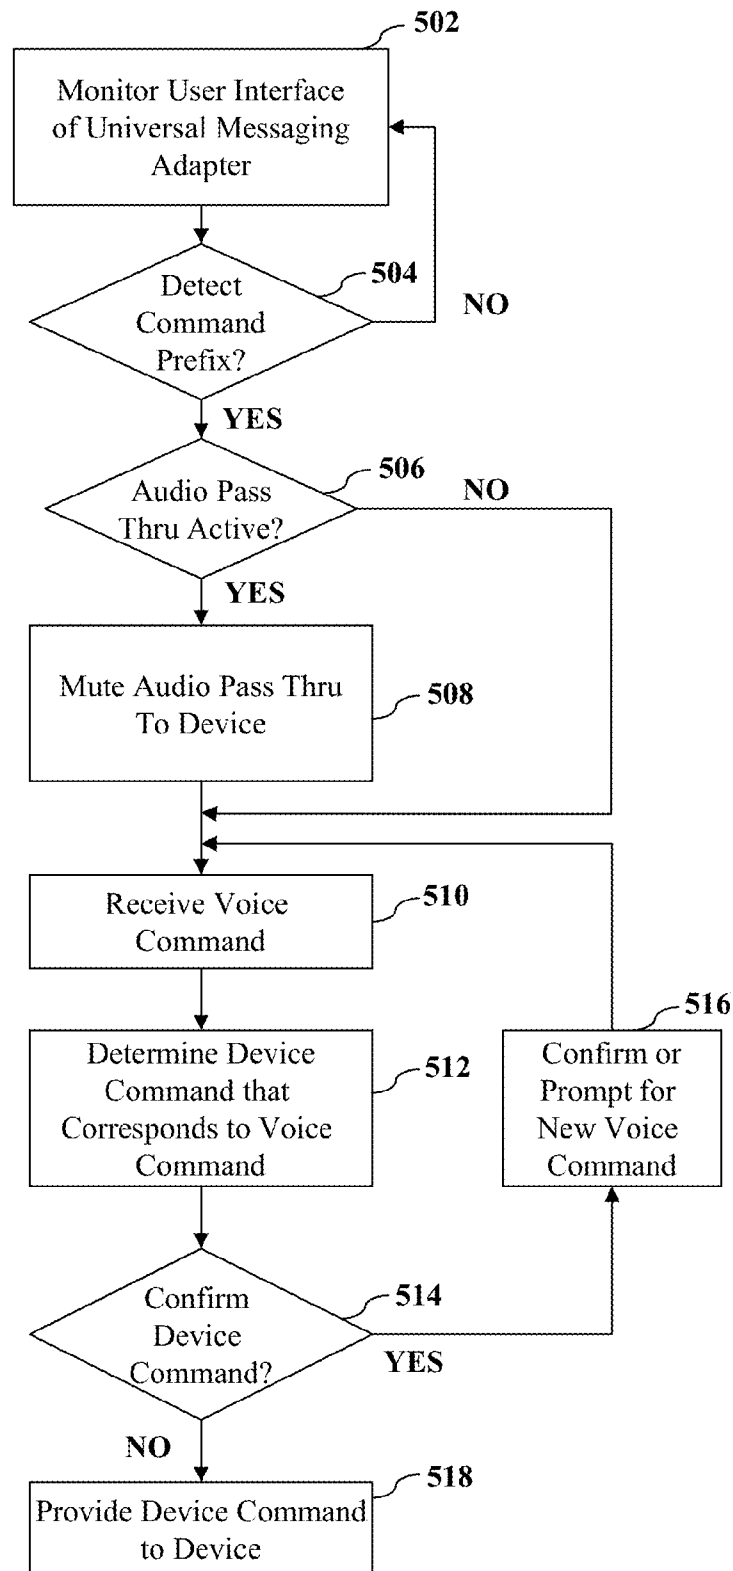 502
Monitor User Interface
of Universal Messaging
Adapter
504
Detect
Command
Prefix?
NO
YES
506
Audio Pass
Thru Active?
NO
YES
Mute Audio Pass Thru
To Device
508
Receive Voice
Command
510
516
Determine Device
Command that
Corresponds to Voice
Command
512
Confirm or
Prompt for
New Voice
Command
Confirm
Device
Command?
514
YES
NO
518
Provide Device Command
to Device